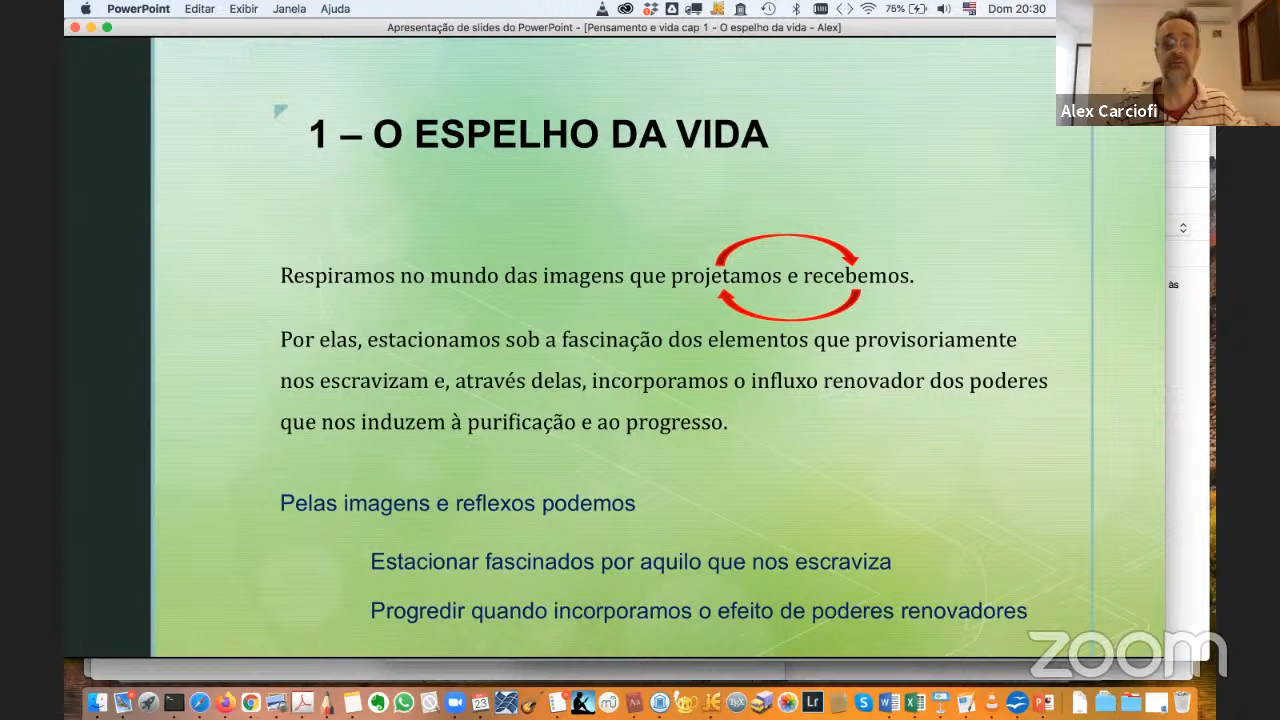 PowerPoint Editar Exibir Janela Ajuda 75% Dom 20:30
Apresentação de slides do PowerPoint - [Pensamento e vida cap 1 - O espelho da vida - Alex]
Alex Carciofi
1 – O ESPELHO DA VIDA
Respiramos no mundo das imagens que projetamos e recebemos.
às
Por elas, estacionamos sob a fascinação dos elementos que provisoriamente
nos escravizam e, através delas, incorporamos o influxo renovador dos poderes
que nos induzem à purificação e ao progresso.
Pelas imagens e reflexos podemos
Estacionar fascinados por aquilo que nos escraviza
Progredir quando incorporamos o efeito de poderes renovadores
zoom
23
Lr